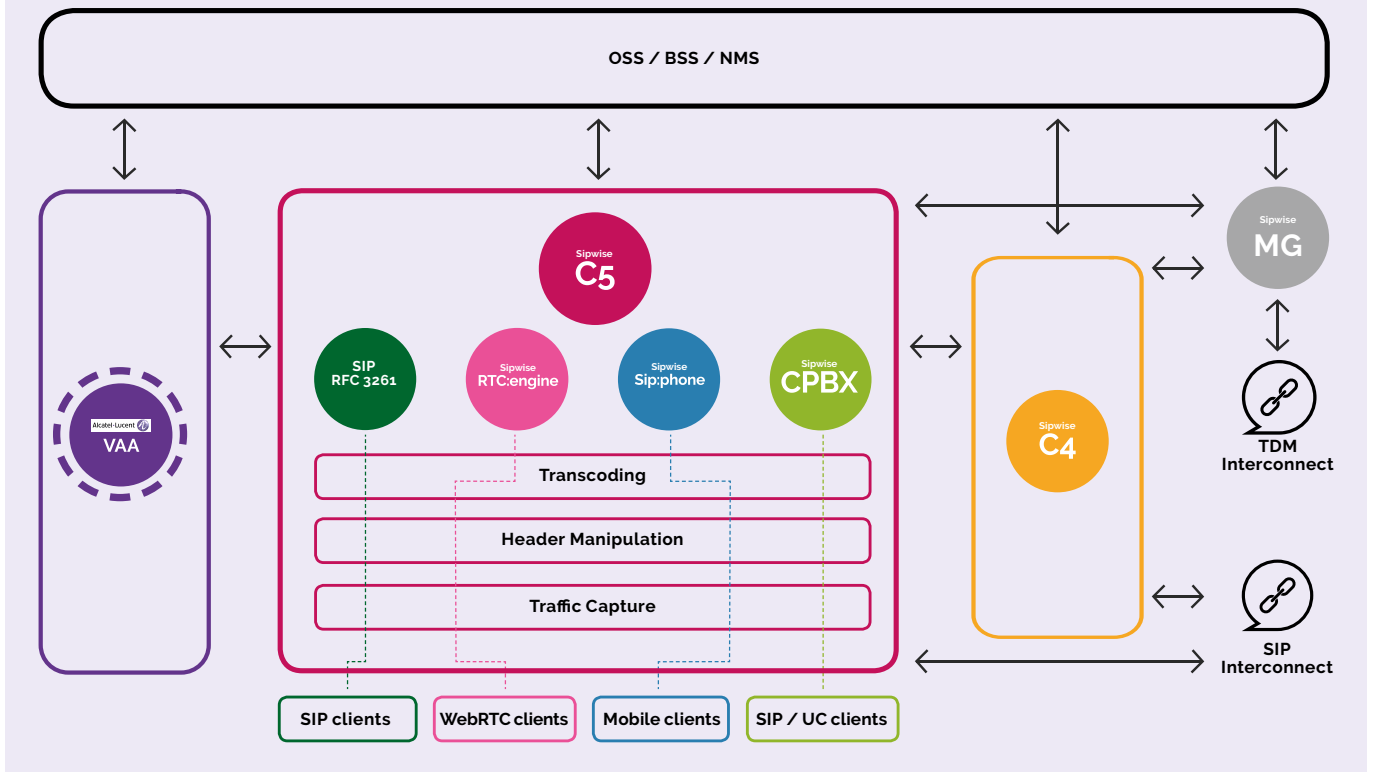 OSS / BSS / NMS
Sipwise
C5
Sipwise
MG
SIP
RFC 3261
Sipwise
RTC:engine
Sipwise
Sip:phone
Sipwise
CPBX
Alcatel-Lucent
VAA
Sipwise
C4
TDM
Interconnect
Transcoding
Header Manipulation
Traffic Capture
SIP
Interconnect
SIP clients
WebRTC clients
Mobile clients
SIP / UC clients